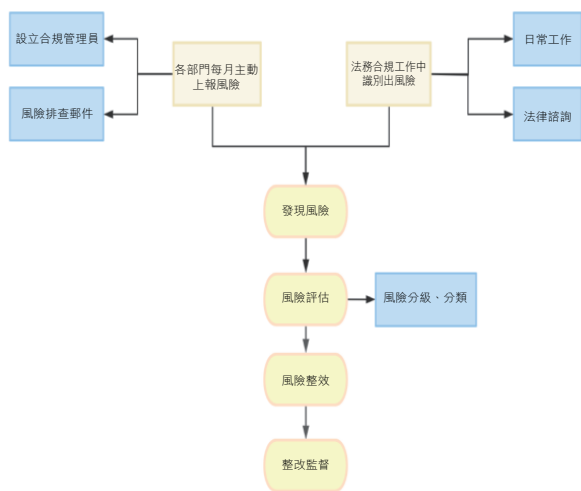 設立合規管理員
風險排查郵件
各部門每月主動
上報風險
法務合規工作中
識別出風險
日常工作
法律諮詢
發現風險
風險評估
風險分級、分類
風險整效
整改監督